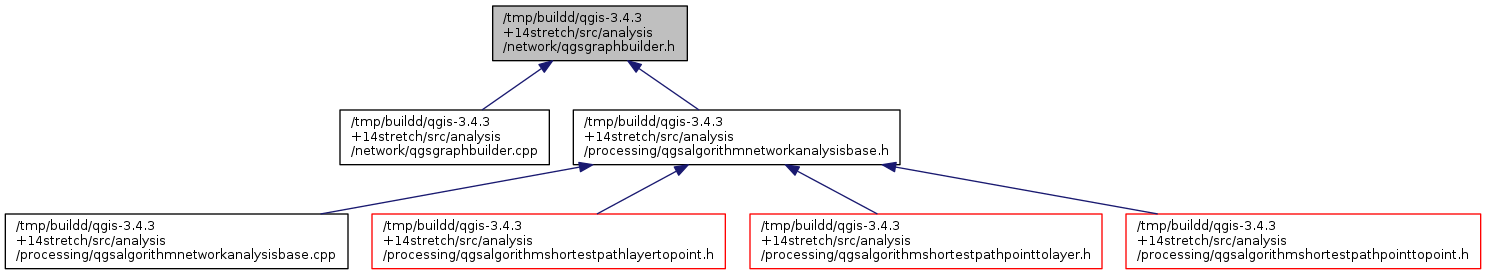 /tmp/buildd/qgis-3.4.3
+14stretch/src/analysis
/network/qgsgraphbuilder.h
/tmp/buildd/qgis-3.4.3
+14stretch/src/analysis
/network/qgsgraphbuilder.cpp
/tmp/buildd/qgis-3.4.3
+14stretch/src/analysis
/processing/qgsalgorithmnetworkanalysisbase.h
/tmp/buildd/qgis-3.4.3
+14stretch/src/analysis
/processing/qgsalgorithmnetworkanalysisbase.cpp
/tmp/buildd/qgis-3.4.3
+14stretch/src/analysis
/processing/qgsalgorithmshortestpathlayertopoint.h
/tmp/buildd/qgis-3.4.3
+14stretch/src/analysis
/processing/qgsalgorithmshortestpathpointtolayer.h
/tmp/buildd/qgis-3.4.3
+14stretch/src/analysis
/processing/qgsalgorithmshortestpathpointtopoint.h